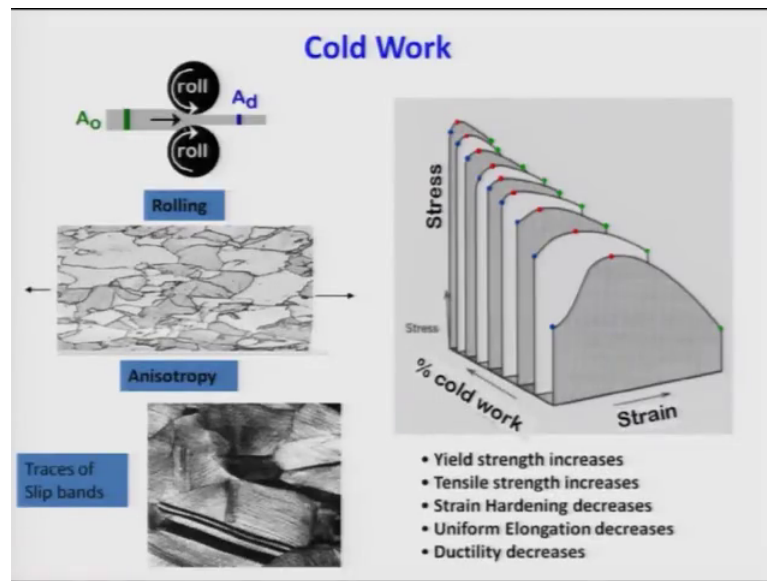 Cold Work
roll
Ao
Ad
roll
Rolling
Anisotropy
Traces of
Slip bands
Stress
Stress
% cold work
Strain
• Yield strength increases
• Tensile strength increases
• Strain Hardening decreases
• Uniform Elongation decreases
• Ductility decreases